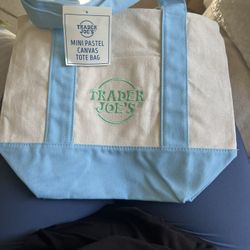 TRADER
JOE'S
MINI PASTEL
CANVAS
TOTE BAG
TRADER
JOE'S